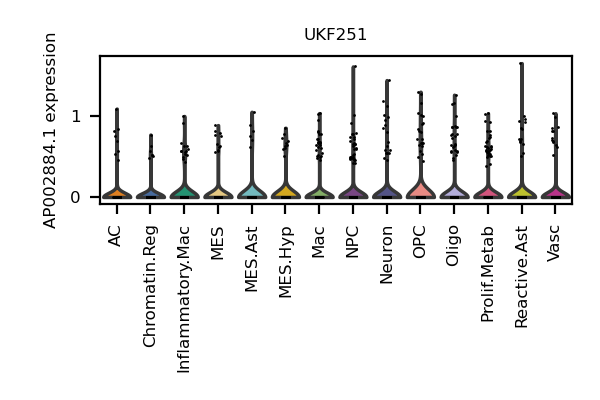 UKF251
AP002884.1 expression
1
0
AC
Chromatin.Reg
Inflammatory.Mac
MES
MES.Ast
MES.Hyp
Mac
NPC
Neuron
OPC
Oligo
Prolif.Metab
Reactive.Ast
Vasc